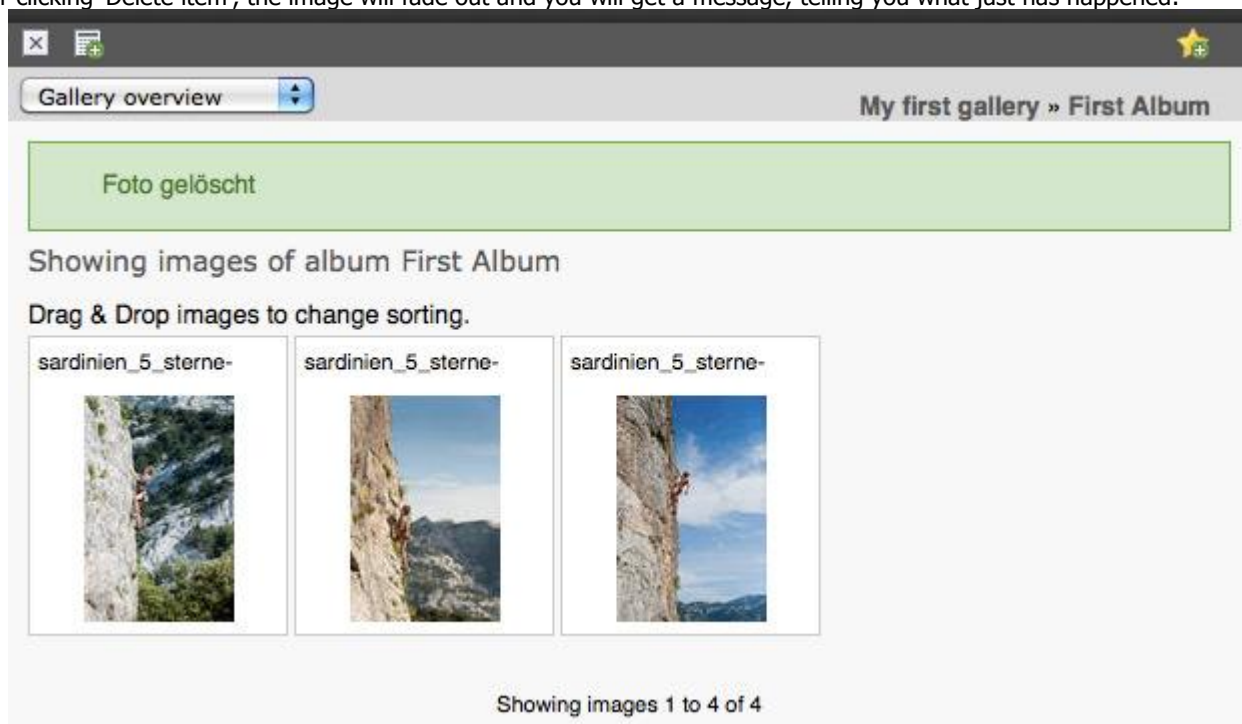 clicking 'Delete item', the image will fade out and you will get a message, telling you what just has happened:
Gallery overview
My first gallery » First Album
Foto gelöscht
Showing images of album First Album
Drag & Drop images to change sorting.
sardinien_5_sterne- sardinien_5_sterne- sardinien_5_sterne-
Showing images 1 to 4 of 4